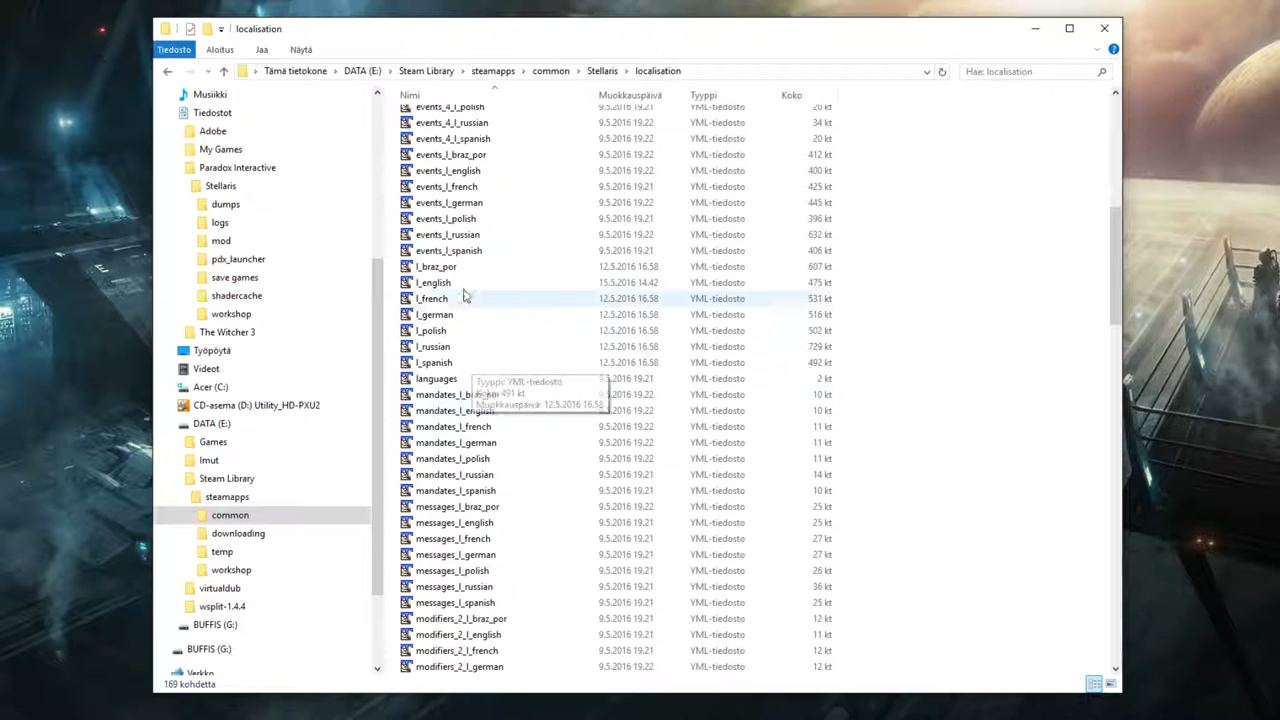 localisation
Tiedosto Aloitus Jaa Näytä
Tämä tietokone DATA (E:) Steam Library steamapps common Stellaris localisation
Hae: localisation
Musiikki
Tiedostot
Adobe
My Games
Paradox Interactive
Stellaris
dumps
logs
mod
pdx_launcher
save games
shadercache
workshop
The Witcher 3
Työpöytä
Videot
Acer (C:)
CD-asema (D:) Utility_HD-PXU2
DATA (E:)
Games
Imut
Steam Library
steamapps
common
downloading
temp
workshop
virtualdub
wsplit-1.4.4
BUFFIS (G:)
BUFFIS (G:)
Verkko
Nimi Muokkauspäivä Tyyppi Koko
events_4_l_polish 9.5.2016 19.21 YML-tiedosto 20 kt
events_4_l_russian 9.5.2016 19.22 YML-tiedosto 34 kt
events_4_l_spanish 9.5.2016 19.22 YML-tiedosto 20 kt
events_l_braz_por 9.5.2016 19.22 YML-tiedosto 412 kt
events_l_english 9.5.2016 19.22 YML-tiedosto 400 kt
events_l_french 9.5.2016 19.21 YML-tiedosto 425 kt
events_l_german 9.5.2016 19.22 YML-tiedosto 445 kt
events_l_polish 9.5.2016 19.21 YML-tiedosto 396 kt
events_l_russian 9.5.2016 19.22 YML-tiedosto 632 kt
events_l_spanish 9.5.2016 19.21 YML-tiedosto 406 kt
l_braz_por 12.5.2016 16.58 YML-tiedosto 607 kt
l_english 15.5.2016 14.42 YML-tiedosto 475 kt
l_french 12.5.2016 16.58 YML-tiedosto 531 kt
l_german 12.5.2016 16.58 YML-tiedosto 516 kt
l_polish 12.5.2016 16.58 YML-tiedosto 502 kt
l_russian 12.5.2016 16.58 YML-tiedosto 729 kt
l_spanish 12.5.2016 16.58 YML-tiedosto 492 kt
languages 9.5.2016 19.21 YML-tiedosto 2 kt
Tyyppi: YML-tiedosto
Koko: 491 kt
Muokkauspäivä: 12.5.2016 16.58
mandates_l_braz_por 9.5.2016 19.22 YML-tiedosto 10 kt
mandates_l_english 9.5.2016 19.22 YML-tiedosto 10 kt
mandates_l_french 9.5.2016 19.22 YML-tiedosto 11 kt
mandates_l_german 9.5.2016 19.22 YML-tiedosto 11 kt
mandates_l_polish 9.5.2016 19.22 YML-tiedosto 11 kt
mandates_l_russian 9.5.2016 19.21 YML-tiedosto 14 kt
mandates_l_spanish 9.5.2016 19.21 YML-tiedosto 10 kt
messages_l_braz_por 9.5.2016 19.22 YML-tiedosto 25 kt
messages_l_english 9.5.2016 19.21 YML-tiedosto 25 kt
messages_l_french 9.5.2016 19.21 YML-tiedosto 27 kt
messages_l_german 9.5.2016 19.21 YML-tiedosto 27 kt
messages_l_polish 9.5.2016 19.21 YML-tiedosto 26 kt
messages_l_russian 9.5.2016 19.21 YML-tiedosto 36 kt
messages_l_spanish 9.5.2016 19.21 YML-tiedosto 25 kt
modifiers_2_l_braz_por 9.5.2016 19.21 YML-tiedosto 12 kt
modifiers_2_l_english 9.5.2016 19.21 YML-tiedosto 11 kt
modifiers_2_l_french 9.5.2016 19.21 YML-tiedosto 12 kt
modifiers_2_l_german 9.5.2016 19.22 YML-tiedosto 12 kt
169 kohdetta